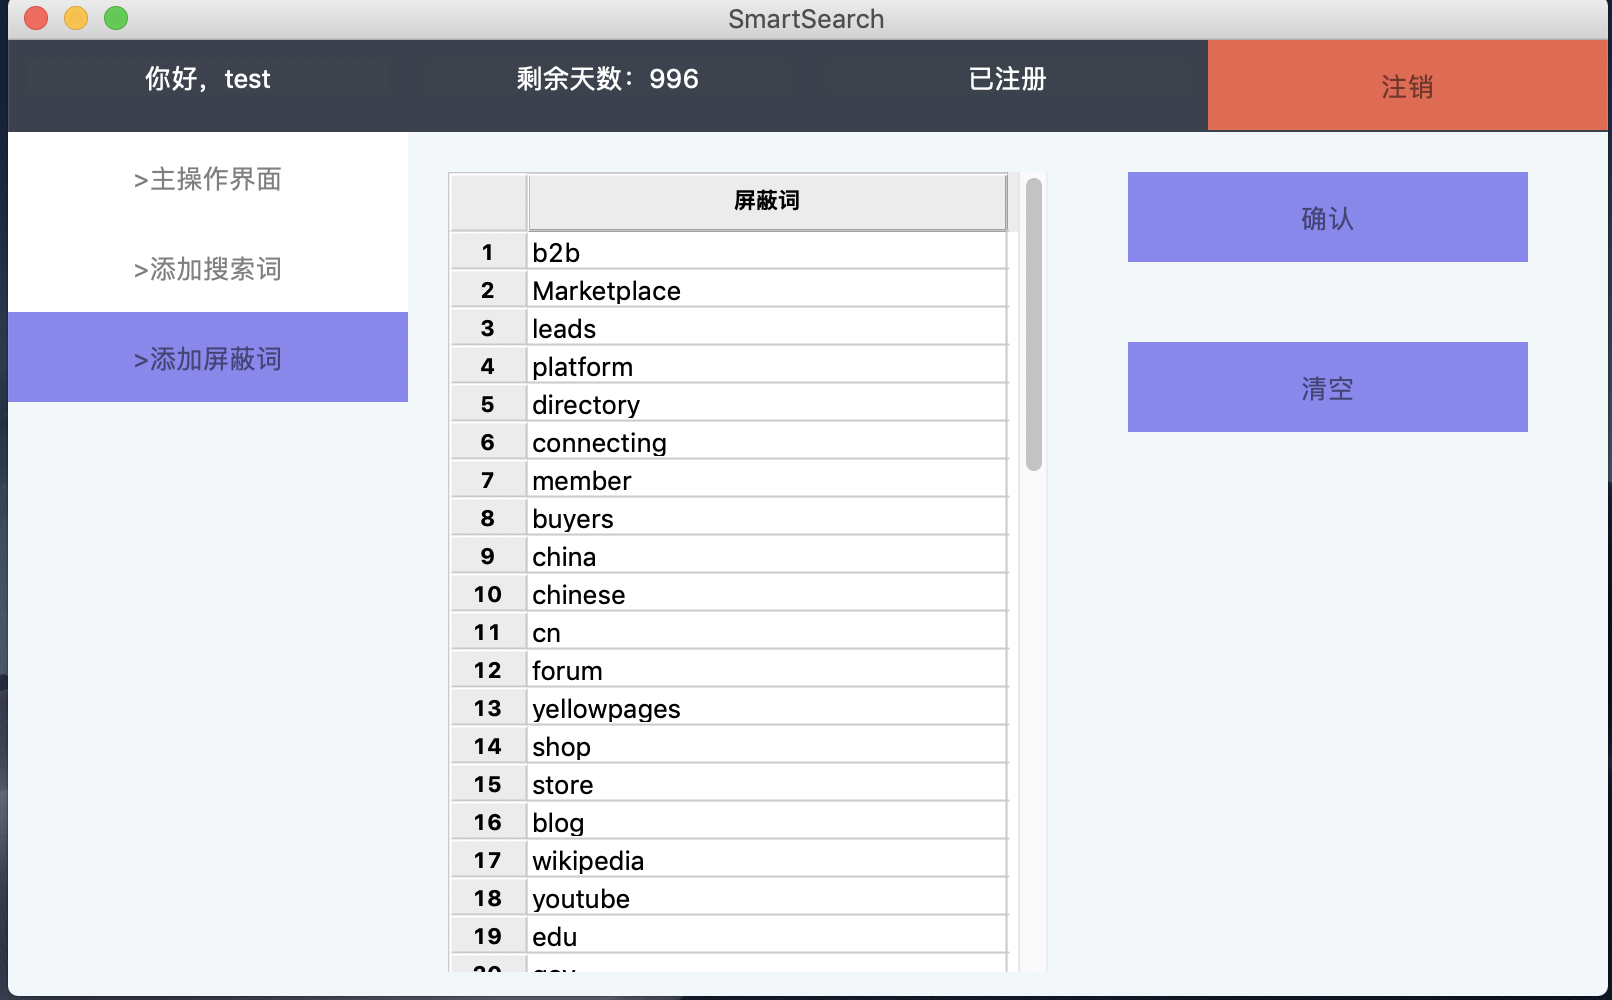 SmartSearch
你好，test
剩余天数：996
已注册
注销
>主操作界面
>添加搜索词
>添加屏蔽词
屏蔽词
1 b2b
2 Marketplace
3 leads
4 platform
5 directory
6 connecting
7 member
8 buyers
9 china
10 chinese
11 cn
12 forum
13 yellowpages
14 shop
15 store
16 blog
17 wikipedia
18 youtube
19 edu
确认
清空